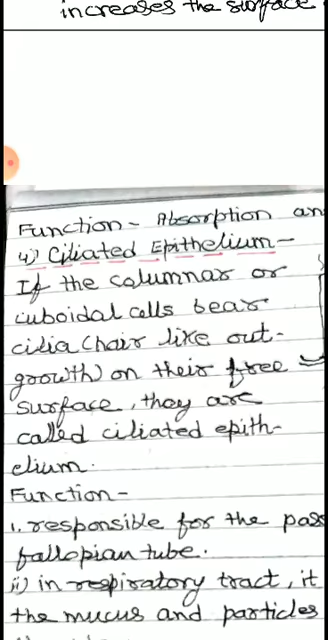 increases the surface
Function - Absorption an
4) Ciliated Epithelium -
If the columnar or
cuboidal cells bear
cilia (hair like out-
growth) on their free
surface, they are
called ciliated epith-
elium.
Function -
i. responsible for the pass
fallopian tube.
ii) in respiratory tract, it
the mucus and particles